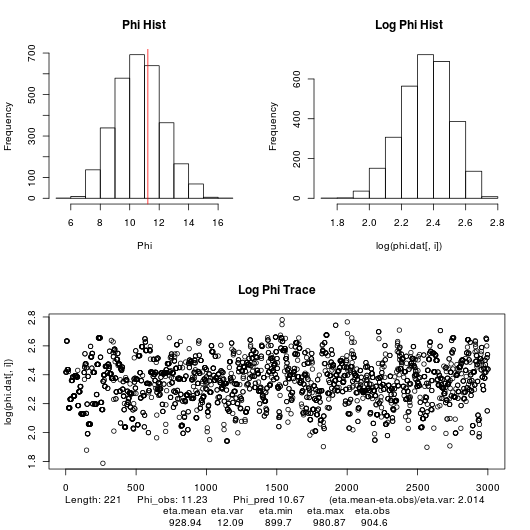 Phi Hist
Log Phi Hist
Frequency
0 100 300 500 700
6 8 10 12 14 16
Phi
Frequency
0 200 400 600
1.8 2.0 2.2 2.4 2.6 2.8
log(phi.dat[, i])
Log Phi Trace
log(phi.dat[, i])
1.8 2.0 2.2 2.4 2.6 2.8
0 500 1000 1500 2000 2500 3000
Length: 221 Phi_obs: 11.23 Phi_pred 10.67 (eta.mean-eta.obs)/eta.var: 2.014
eta.mean eta.var eta.min eta.max eta.obs
928.94 12.09 899.7 980.87 904.6